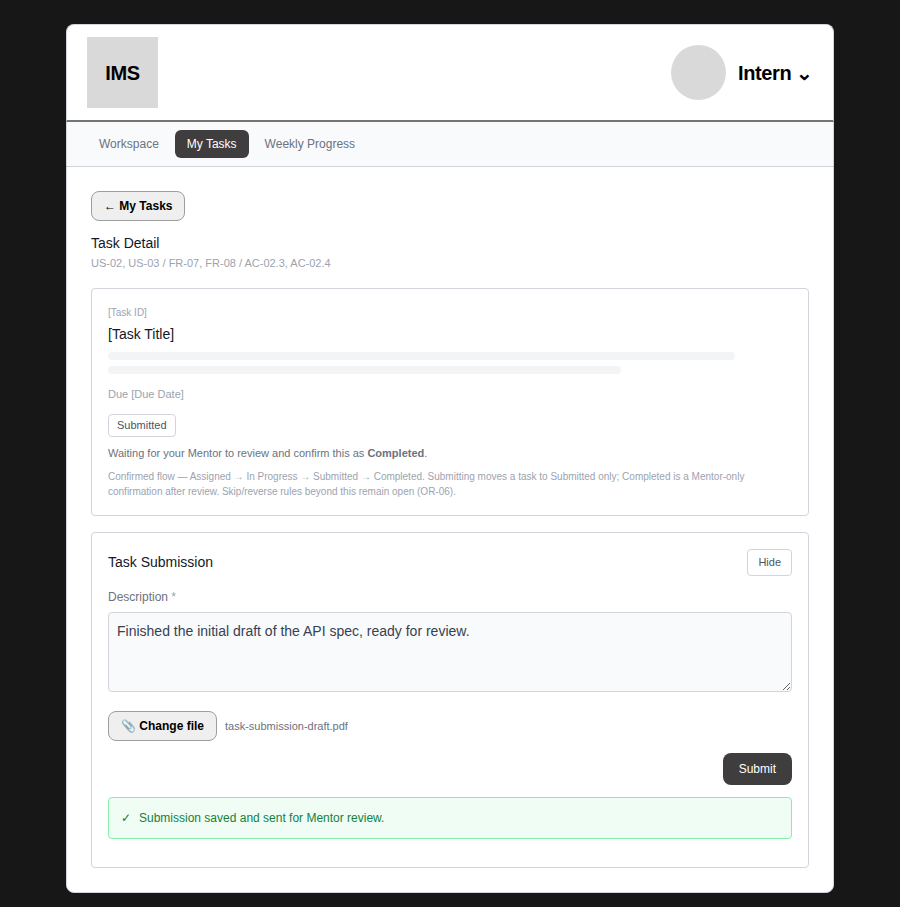 IMS
Intern
Workspace
My Tasks
Weekly Progress
← My Tasks
Task Detail
US-02, US-03 / FR-07, FR-08 / AC-02.3, AC-02.4
[Task ID]
[Task Title]
Due [Due Date]
Submitted
Waiting for your Mentor to review and confirm this as Completed.
Confirmed flow — Assigned → In Progress → Submitted → Completed. Submitting moves a task to Submitted only; Completed is a Mentor-only
confirmation after review. Skip/reverse rules beyond this remain open (OR-06).
Task Submission
Hide
Description *
Finished the initial draft of the API spec, ready for review.
📎 Change file
task-submission-draft.pdf
Submit
✓ Submission saved and sent for Mentor review.